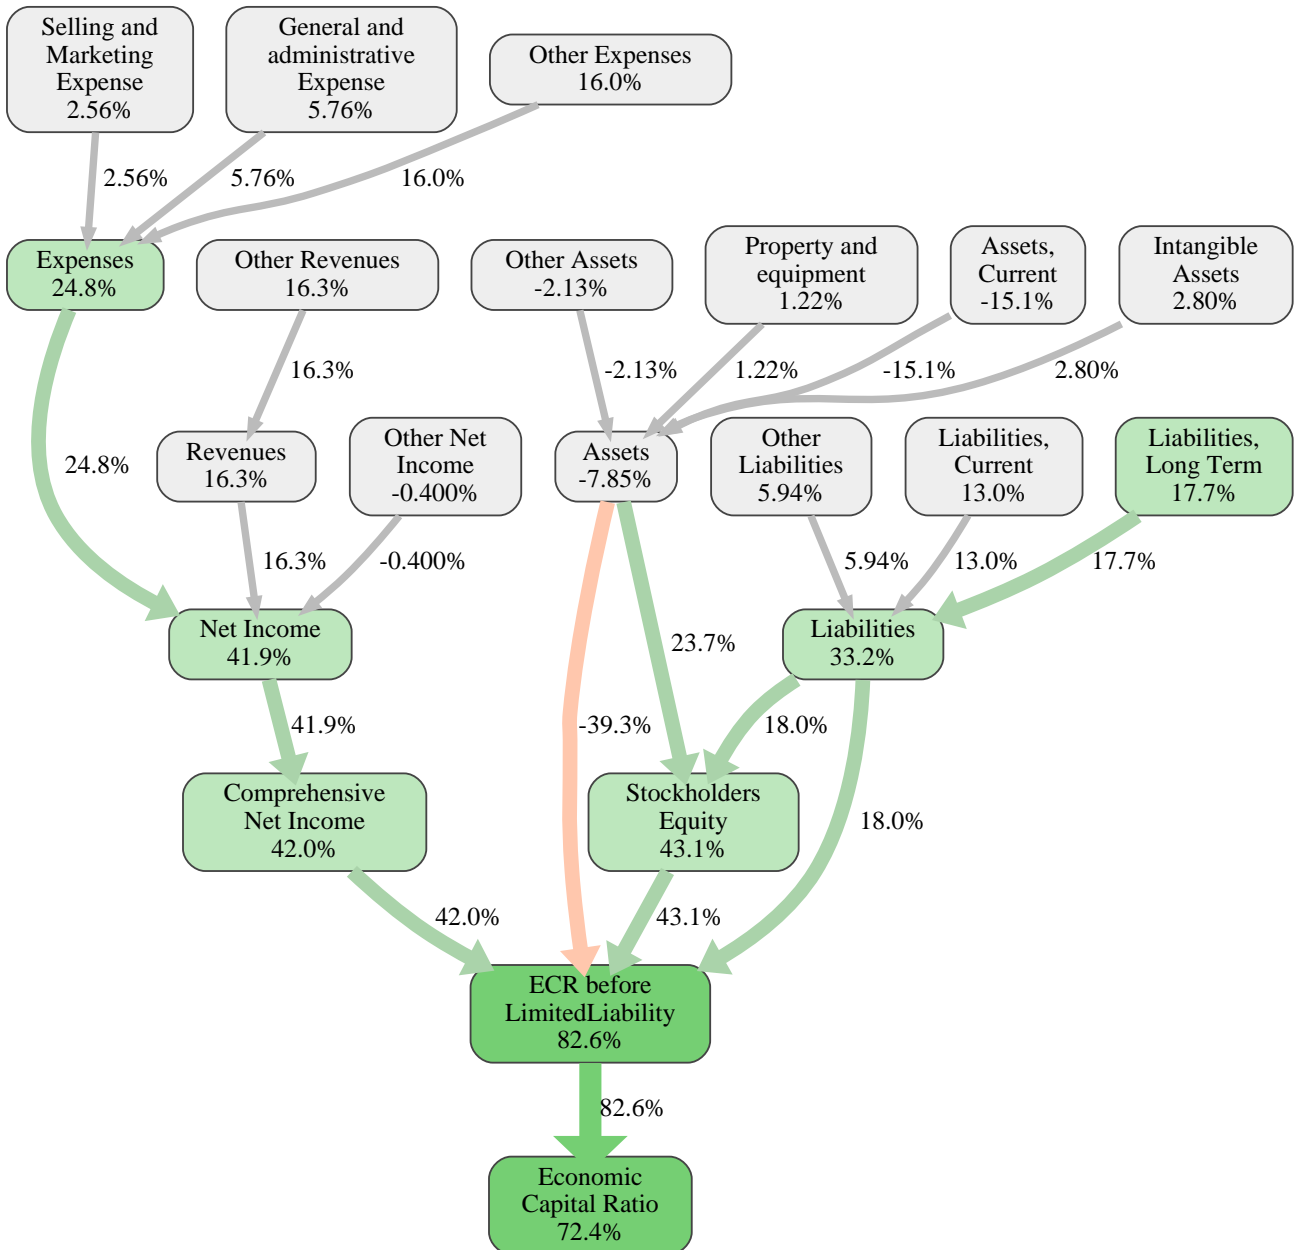 Selling and
Marketing
Expense
2.56%
General and
administrative
Expense
5.76%
Other Expenses
16.0%
2.56%
5.76%
16.0%
Expenses
24.8%
Other Revenues
16.3%
Other Assets
-2.13%
Property and
equipment
1.22%
Assets,
Current
-15.1%
Intangible
Assets
2.80%
16.3%
-2.13%
1.22%
-15.1%
2.80%
24.8%
Revenues
16.3%
Other Net
Income
-0.400%
Assets
-7.85%
Other
Liabilities
5.94%
Liabilities,
Current
13.0%
Liabilities,
Long Term
17.7%
16.3%
-0.400%
5.94%
13.0%
17.7%
Net Income
41.9%
23.7%
Liabilities
33.2%
41.9%
-39.3%
18.0%
Comprehensive
Net Income
42.0%
Stockholders
Equity
43.1%
18.0%
42.0%
43.1%
ECR before
LimitedLiability
82.6%
82.6%
Economic
Capital Ratio
72.4%